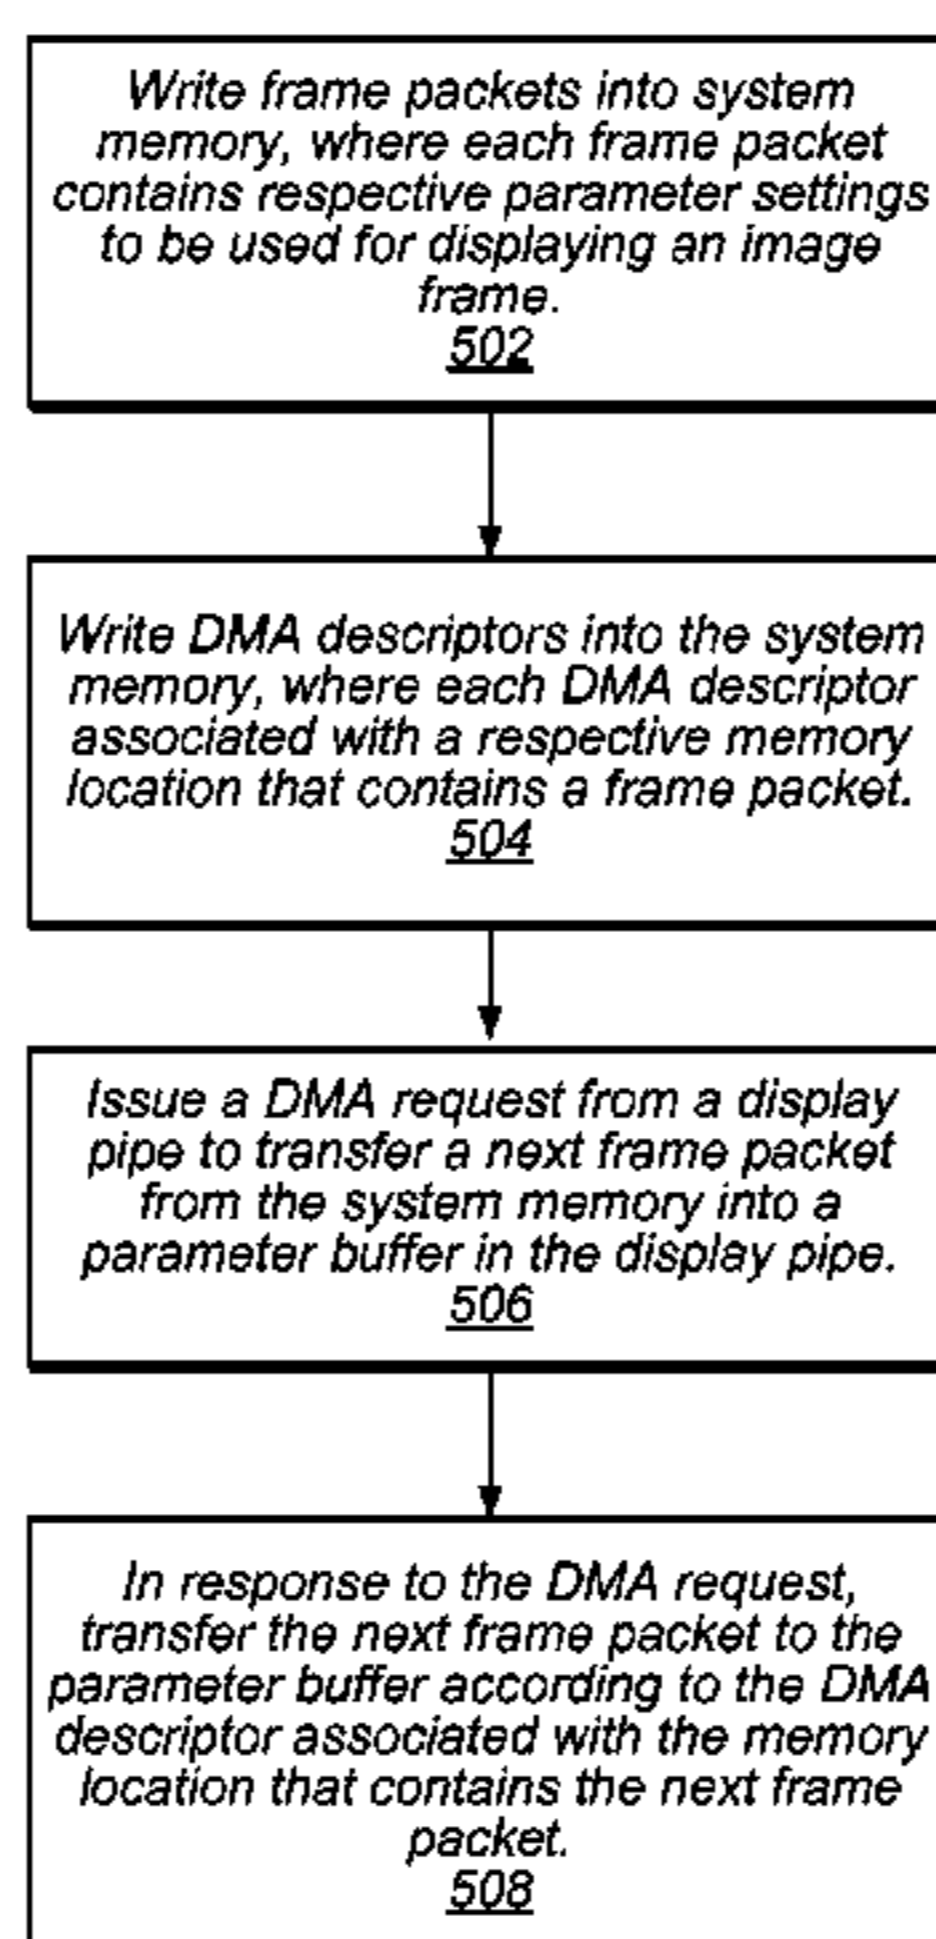 Write frame packets into system
memory, where each frame packet
contains respective parameter settings
to be used for displaying an image
frame.
502
Write DMA descriptors into the system
memory, where each DMA descriptor
associated with a respective memory
location that contains a frame packet.
504
Issue a DMA request from a display
pipe to transfer a next frame packet
from the system memory into a
parameter buffer in the display pipe.
506
In response to the DMA request,
transfer the next frame packet to the
parameter buffer according to the DMA
descriptor associated with the memory
location that contains the next frame
packet.
508